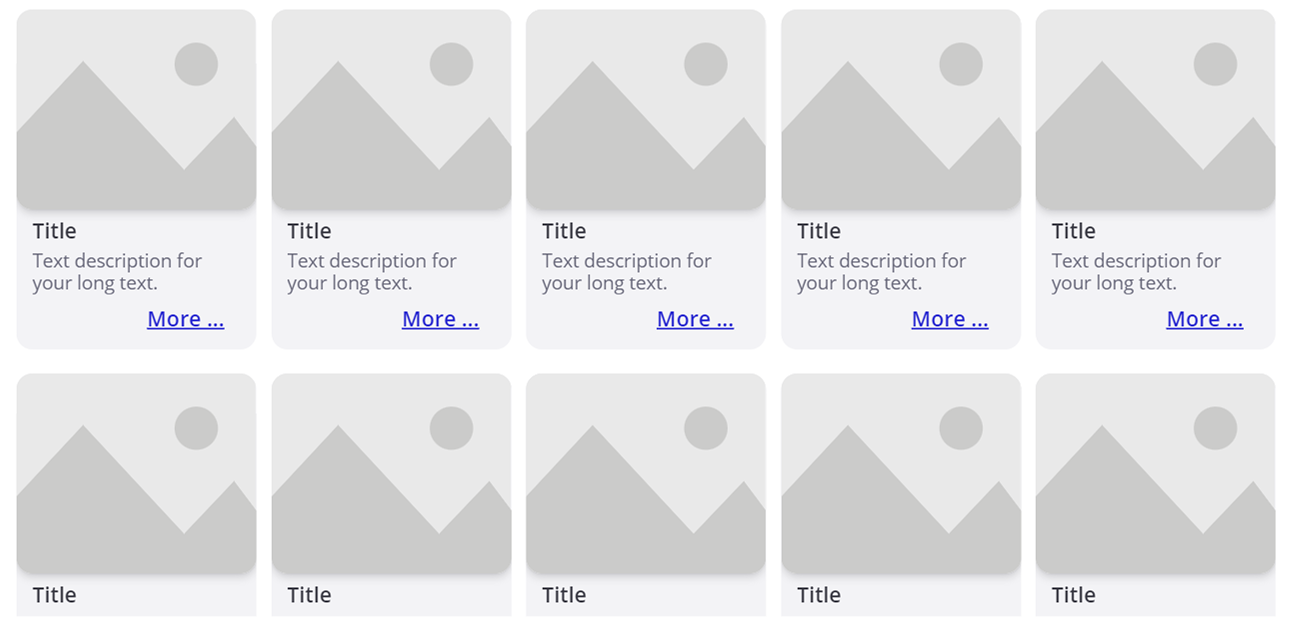 Title Title Title Title Title
Text description for Text description for Text description for Text description for Text description for
your long text. your long text. your long text. your long text. your long text.
More ... More ... More ... More ... More ...
Title Title Title Title Title